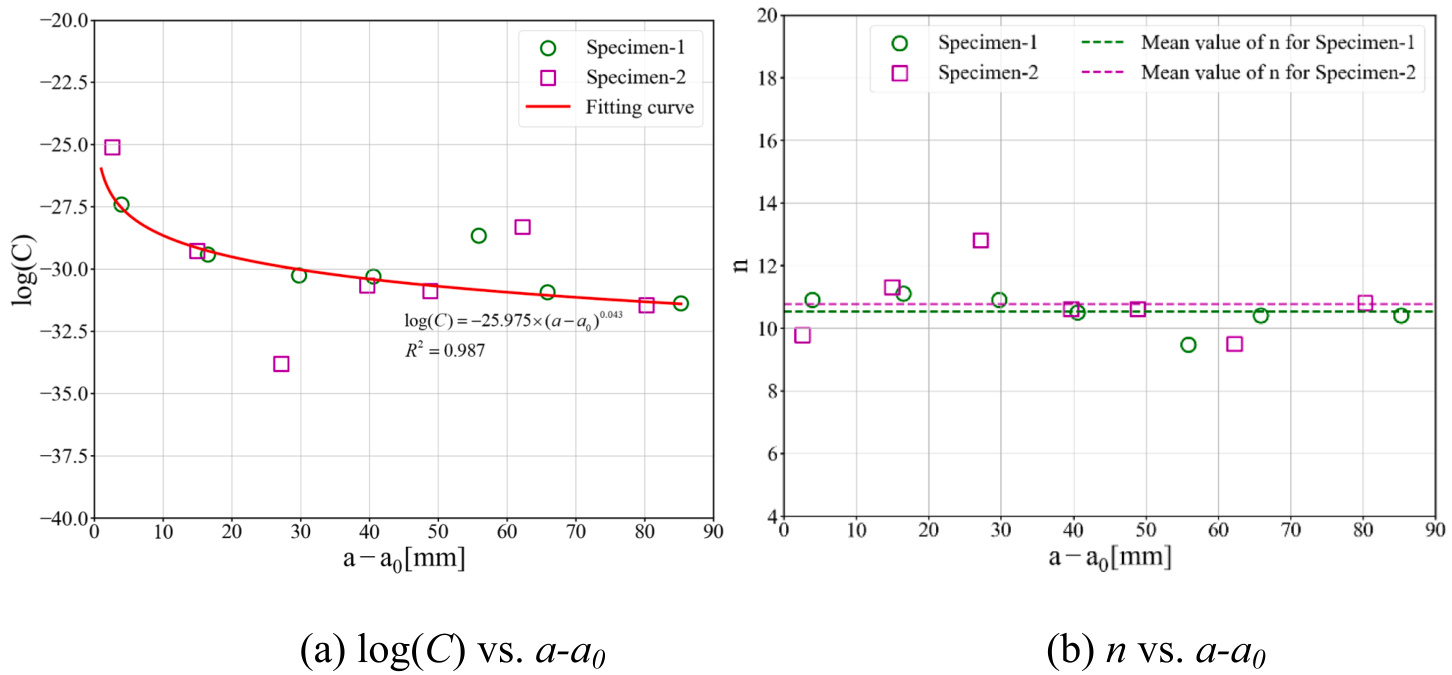 −20.0
−22.5
−25.0
−27.5
−30.0
−32.5
−35.0
−37.5
−40.0
log(C)
0 10 20 30 40 50 60 70 80 90
a − a₀[mm]
Specimen-1
Specimen-2
Fitting curve
log(C) = −25.975×(a−a₀)^0.043
R² = 0.987
(a) log(C) vs. a-a₀
20
18
16
14
12
10
8
6
4
n
0 10 20 30 40 50 60 70 80 90
a − a₀[mm]
Specimen-1
Specimen-2
Mean value of n for Specimen-1
Mean value of n for Specimen-2
(b) n vs. a-a₀